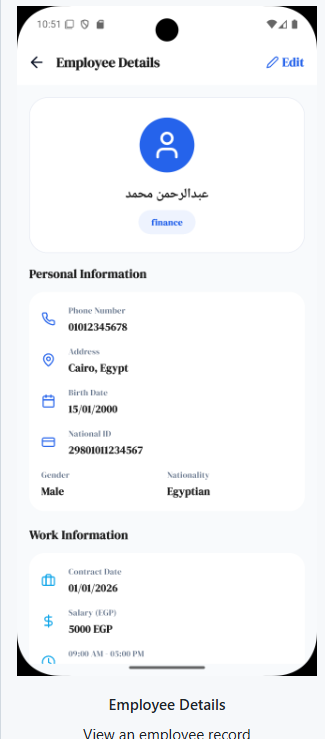 10:51
Employee Details
Edit
عبدالرحمن محمد
finance
Personal Information
Phone Number
01012345678
Address
Cairo, Egypt
Birth Date
15/01/2000
National ID
29801011234567
Gender Nationality
Male Egyptian
Work Information
Contract Date
01/01/2026
Salary (EGP)
5000 EGP
09:00 AM - 05:00 PM
Employee Details
View an employee record